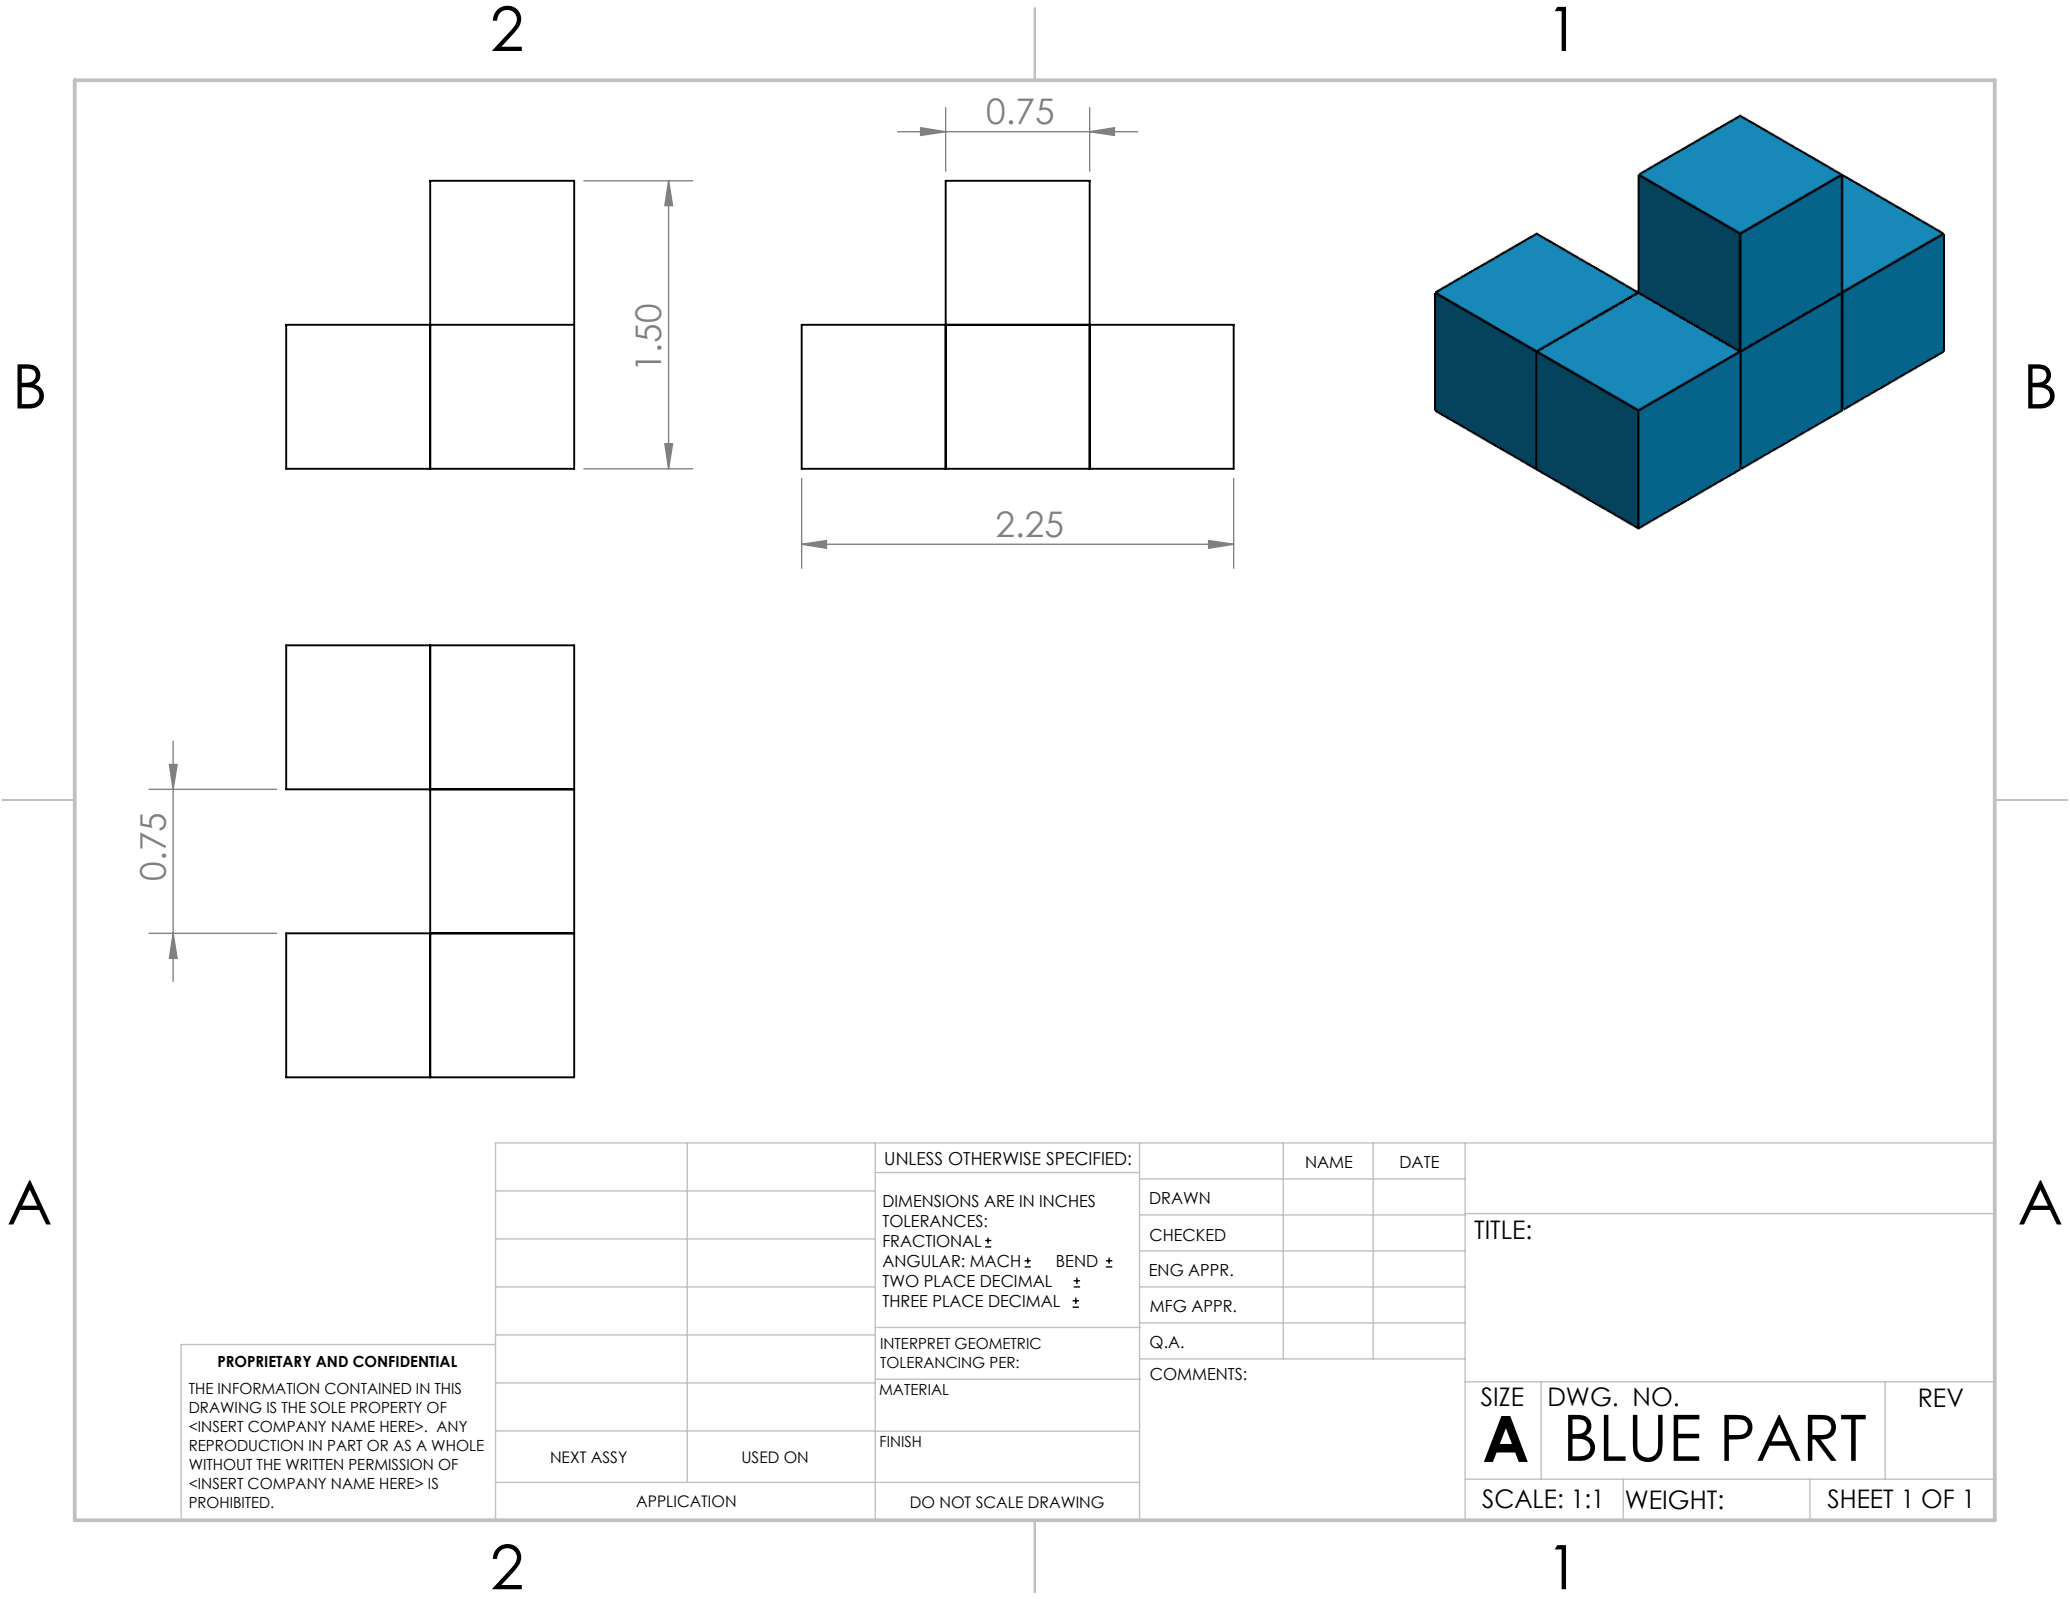 2 1
0.75
1.50
B B
2.25
0.75
A A
UNLESS OTHERWISE SPECIFIED:
DIMENSIONS ARE IN INCHES
TOLERANCES:
FRACTIONAL ±
ANGULAR: MACH ± BEND ±
TWO PLACE DECIMAL ±
THREE PLACE DECIMAL ±
INTERPRET GEOMETRIC
TOLERANCING PER:
MATERIAL
FINISH
DO NOT SCALE DRAWING
NAME DATE
DRAWN
CHECKED
ENG APPR.
MFG APPR.
Q.A.
COMMENTS:
TITLE:
SIZE DWG. NO. REV
A BLUE PART
SCALE: 1:1 WEIGHT: SHEET 1 OF 1
PROPRIETARY AND CONFIDENTIAL
THE INFORMATION CONTAINED IN THIS
DRAWING IS THE SOLE PROPERTY OF
<INSERT COMPANY NAME HERE>. ANY
REPRODUCTION IN PART OR AS A WHOLE
WITHOUT THE WRITTEN PERMISSION OF
<INSERT COMPANY NAME HERE> IS
PROHIBITED.
NEXT ASSY USED ON
APPLICATION
2 1